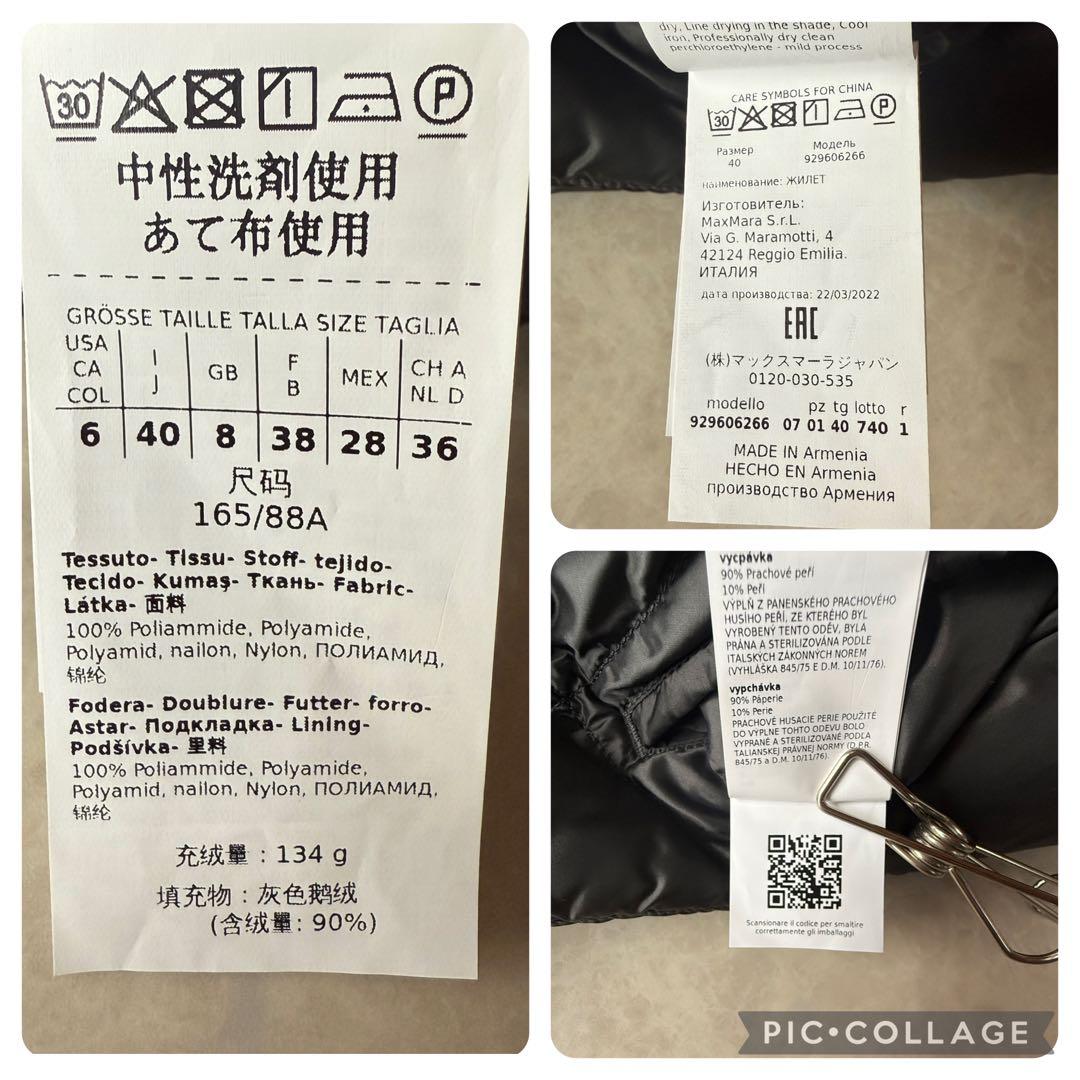 30
P
中性洗剤使用
あて布使用
GRÖSSE TAILLE TALLA SIZE TAGLIA
USA CA COL
I J
GB
F B
MEX
CH A NL D
6 40 8 38 28 36
尺码
165/88A
Tessuto- Tissu- Stoff- tejido-
Tecido- Kumaş- Ткань- Fabric-
Látka- 面料
100% Poliammide, Polyamide,
Polyamid, nailon, Nylon, ПОЛИАМИД,
锦纶
Fodera- Doublure- Futter- forro-
Astar- Подкладка- Lining-
Podšívka- 里料
100% Poliammide, Polyamide,
Polyamid, nailon, Nylon, ПОЛИАМИД,
锦纶
充绒量：134 g
填充物：灰色鹅绒
(含绒量: 90%)
dry, Line drying in the shade, Cool
iron, Professionally dry clean
perchloroethylene - mild process
CARE SYMBOLS FOR CHINA
30
P
Размер Модель
40 929606266
наименование: ЖИЛЕТ
Изготовитель:
MaxMara S.r.L.
Via G. Maramotti, 4
42124 Reggio Emilia.
ИТАЛИЯ
дата производства: 22/03/2022
EAC
(株)マックスマーラジャパン
0120-030-535
modello pz tg lotto r
929606266 07 01 40 740 1
MADE IN Armenia
HECHO EN Armenia
производство Армения
vycpávka
90% Prachové peří
10% Peří
VÝPLŇ Z PANENSKÉHO PRACHOVÉHO
HUSÍHO PEŘÍ, ZE KTERÉHO BYL
VYROBENÝ TENTO ODĚV, BYLA
PRÁNA A STERILIZOVÁNA PODLE
ITALSKÝCH ZÁKONNÝCH NOREM
(VYHLÁŠKA 845/75 E D.M. 10/11/76).
vypchávka
90% Páperie
10% Perie
PRACHOVÉ HUSACIE PERIE POUŽITÉ
DO VÝPLNE TOHTO ODEVU BOLO
VYPRANÉ A STERILIZOVANÉ PODĽA
TALIANSKEJ PRÁVNEJ NORMY (D.P.R.
845/75 a D.M. 10/11/76).
Scansionare il codice per smaltire
correttamente gli imballaggi
PIC•COLLAGE